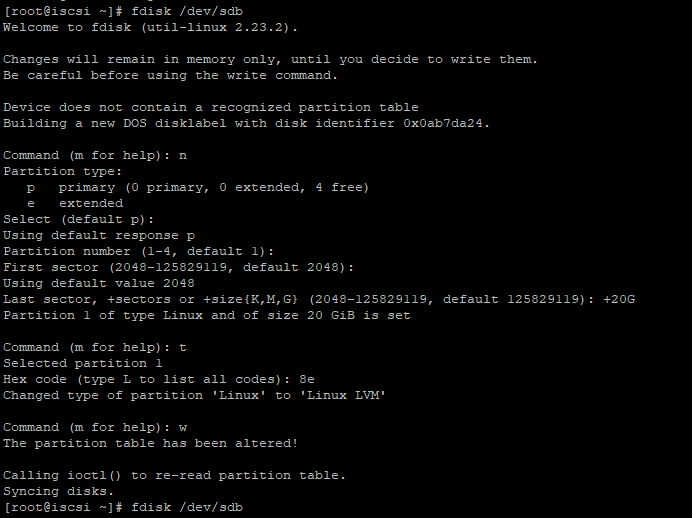 [root@iscsi ~]# fdisk /dev/sdb
Welcome to fdisk (util-linux 2.23.2).
Changes will remain in memory only, until you decide to write them.
Be careful before using the write command.
Device does not contain a recognized partition table
Building a new DOS disklabel with disk identifier 0x0ab7da24.
Command (m for help): n
Partition type:
   p   primary (0 primary, 0 extended, 4 free)
   e   extended
Select (default p):
Using default response p
Partition number (1-4, default 1):
First sector (2048-125829119, default 2048):
Using default value 2048
Last sector, +sectors or +size{K,M,G} (2048-125829119, default 125829119): +20G
Partition 1 of type Linux and of size 20 GiB is set
Command (m for help): t
Selected partition 1
Hex code (type L to list all codes): 8e
Changed type of partition 'Linux' to 'Linux LVM'
Command (m for help): w
The partition table has been altered!
Calling ioctl() to re-read partition table.
Syncing disks.
[root@iscsi ~]# fdisk /dev/sdb